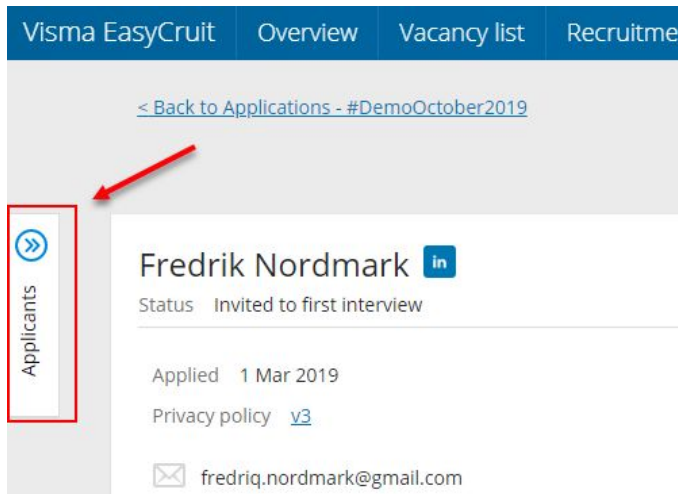 Visma EasyCruit Overview Vacancy list Recruitme
< Back to Applications - #DemoOctober2019
Applicants
Fredrik Nordmark in
Status Invited to first interview
Applied 1 Mar 2019
Privacy policy v3
fredriq.nordmark@gmail.com